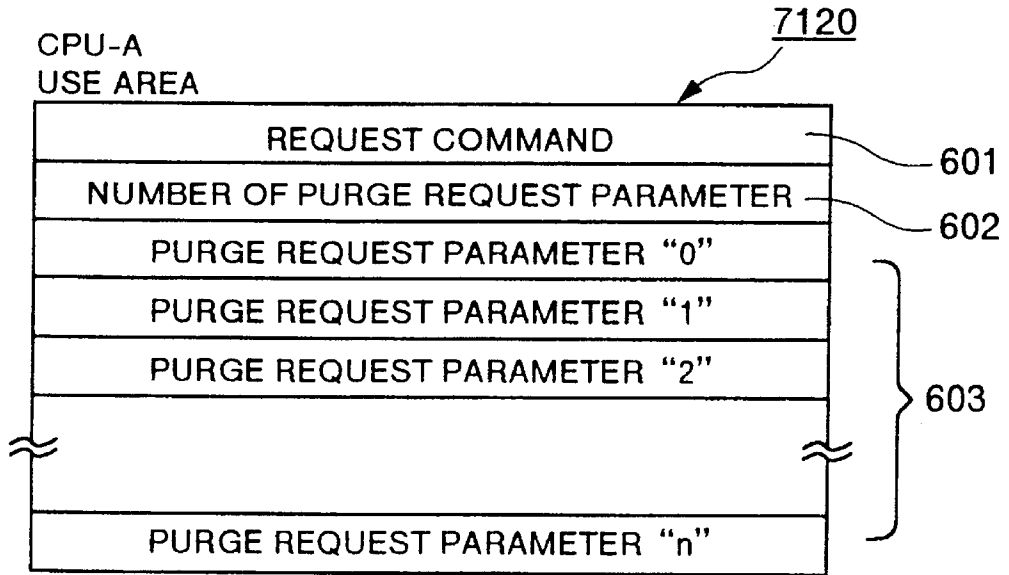 7120
CPU-A
USE AREA
REQUEST COMMAND
601
NUMBER OF PURGE REQUEST PARAMETER
602
PURGE REQUEST PARAMETER “0”
PURGE REQUEST PARAMETER “1”
PURGE REQUEST PARAMETER “2”
603
PURGE REQUEST PARAMETER “n”